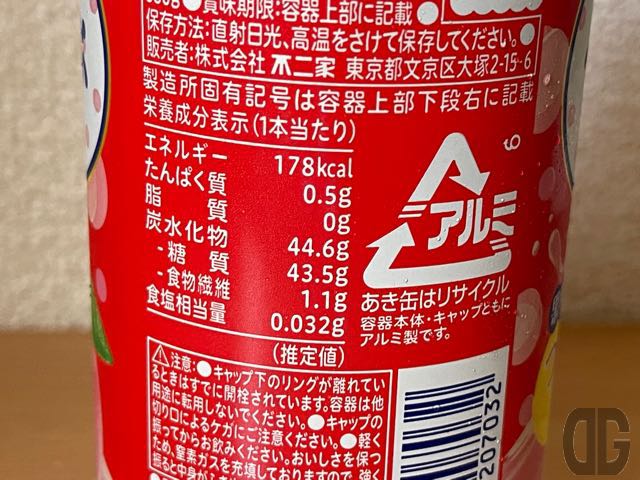 ●賞味期限:容器上部に記載●
保存方法:直射日光、高温をさけて保存してください。●
販売者:株式会社 不二家 東京都文京区大塚2-15-6
製造所固有記号は容器上部下段右に記載
栄養成分表示(1本当たり)
エネルギー 178kcal
たんぱく質 0.5g
脂質 0g
炭水化物 44.6g
-糖質 43.5g
-食物繊維 1.1g
食塩相当量 0.032g
(推定値)
9
アルミ
あき缶はリサイクル
容器本体・キャップともに
アルミ製です。
注意:●キャップ下のリングが離れてい
るときはすでに開栓されています。容器は他
用途に転用しないでください。●キャップの
切り口によるケガにご注意ください。●軽く
振ってからお飲みください。おいしさを保つ
ため、窒素ガスを充填しておりますので、強く
振ると中身が
207032
DG